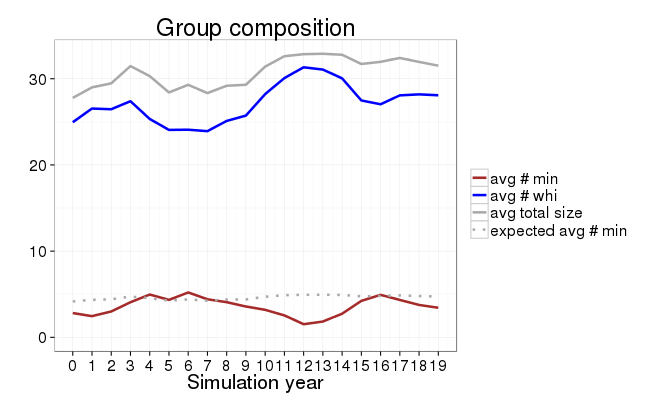 Group composition
30
20
10
0
0 1 2 3 4 5 6 7 8 9 10 11 12 13 14 15 16 17 18 19
Simulation year
avg # min
avg # whi
avg total size
expected avg # min